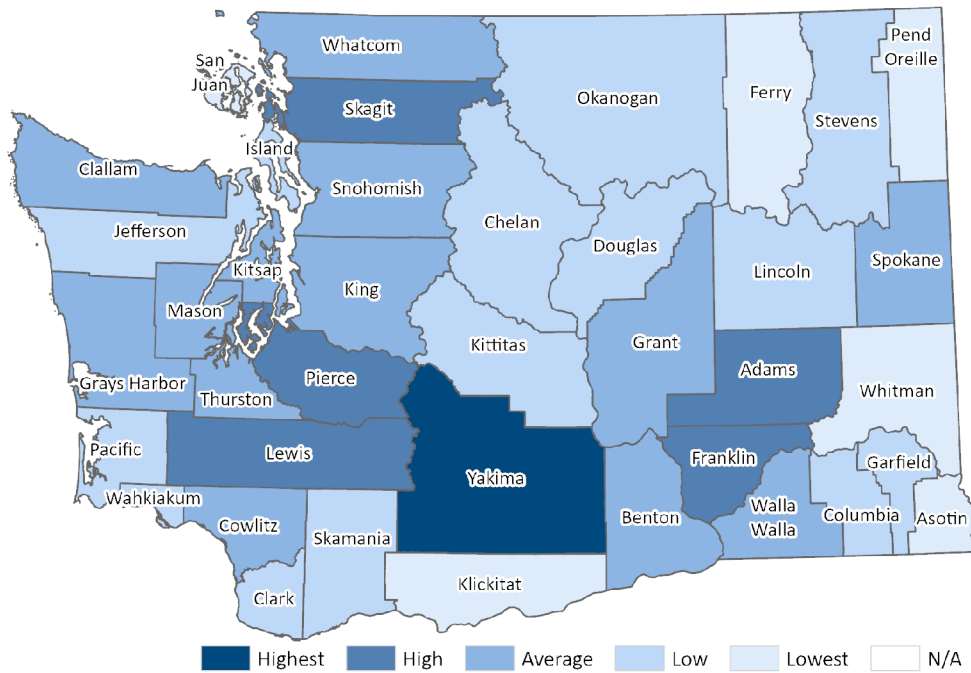 Whatcom
Pend
Oreille
San
Juan
Skagit
Okanogan
Ferry
Stevens
Island
Clallam
Snohomish
Chelan
Jefferson
Douglas
Kitsap
Lincoln
Spokane
King
Mason
Kittitas
Grant
Adams
Pierce
Whitman
Grays Harbor
Thurston
Pacific
Lewis
Franklin
Garfield
Yakima
Wahkiakum
Walla
Walla
Columbia
Asotin
Cowlitz
Skamania
Benton
Clark
Klickitat
Highest
High
Average
Low
Lowest
N/A